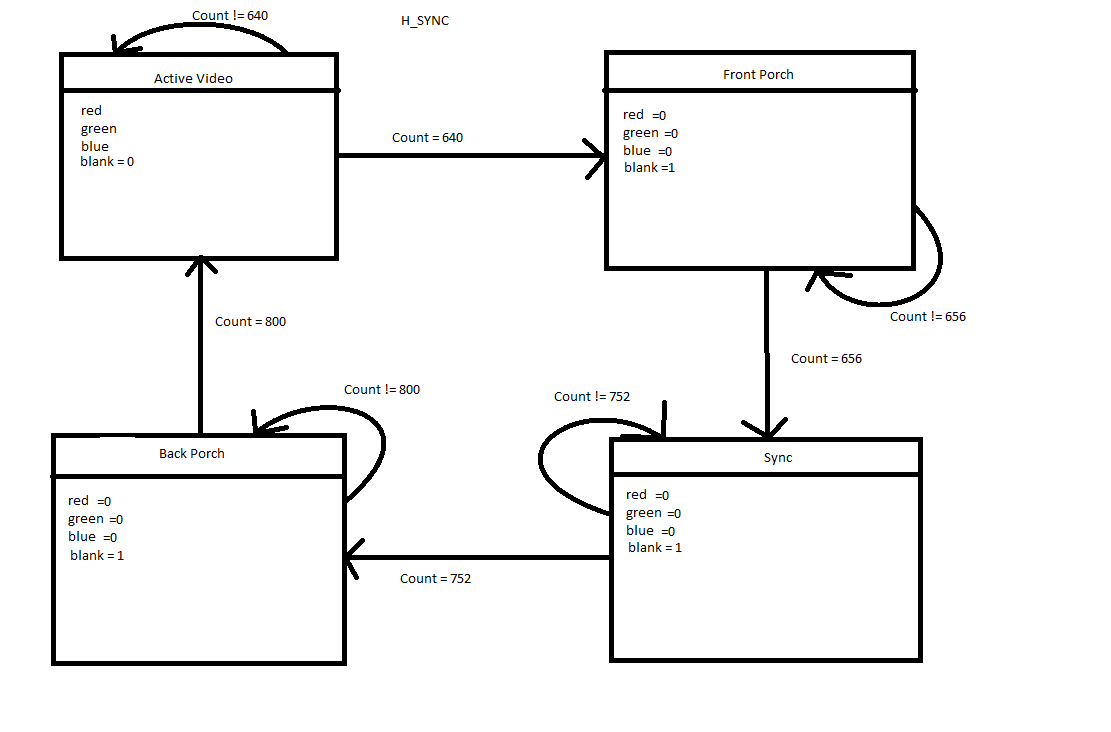 Count != 640
H_SYNC
Active Video
red
green
blue
blank = 0
Count = 640
Front Porch
red =0
green =0
blue =0
blank =1
Count != 656
Count = 656
Count = 800
Count != 800
Back Porch
red =0
green =0
blue =0
blank = 1
Count != 752
Sync
red =0
green =0
blue =0
blank = 1
Count = 752